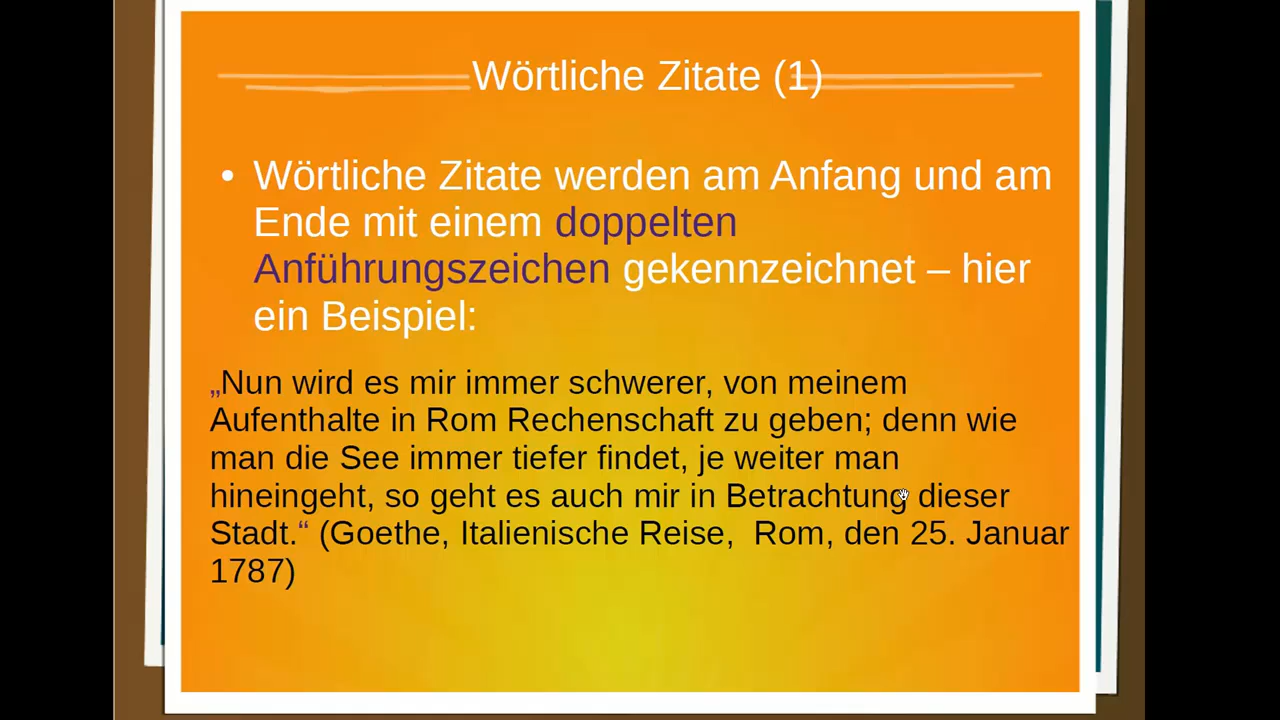 Wörtliche Zitate (1)
• Wörtliche Zitate werden am Anfang und am
Ende mit einem doppelten
Anführungszeichen gekennzeichnet – hier
ein Beispiel:
„Nun wird es mir immer schwerer, von meinem
Aufenthalte in Rom Rechenschaft zu geben; denn wie
man die See immer tiefer findet, je weiter man
hineingeht, so geht es auch mir in Betrachtung dieser
Stadt.“ (Goethe, Italienische Reise,  Rom, den 25. Januar
1787)